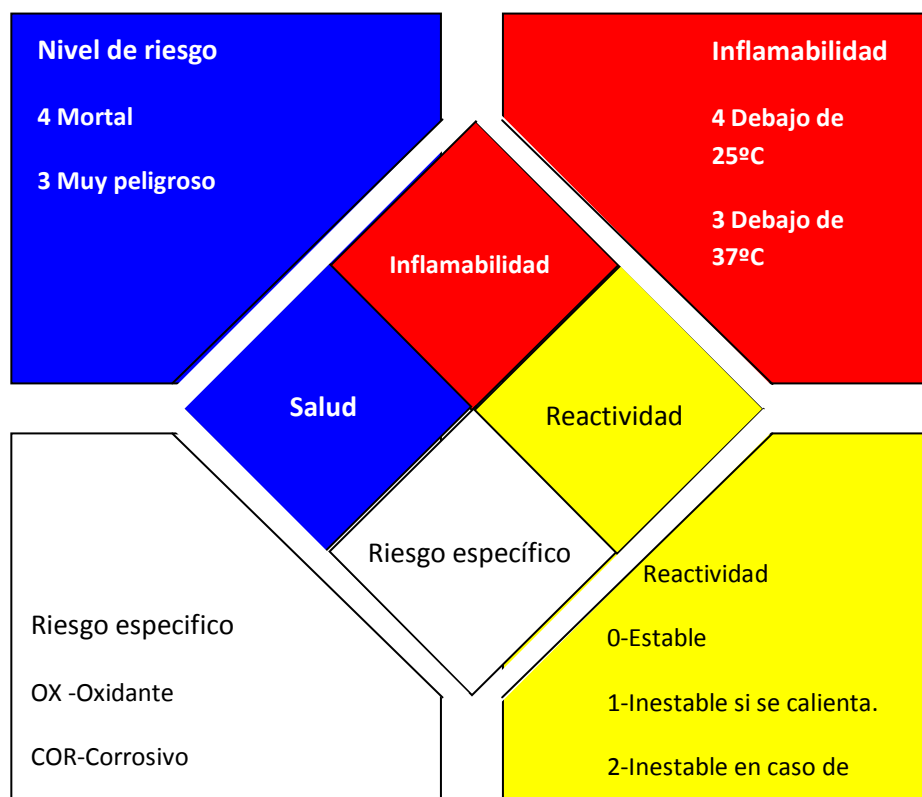 Nivel de riesgo
4 Mortal
3 Muy peligroso
Inflamabilidad
4 Debajo de
25ºC
3 Debajo de
37ºC
Inflamabilidad
Salud
Reactividad
Riesgo específico
Riesgo especifico
OX -Oxidante
COR-Corrosivo
Reactividad
0-Estable
1-Inestable si se calienta.
2-Inestable en caso de